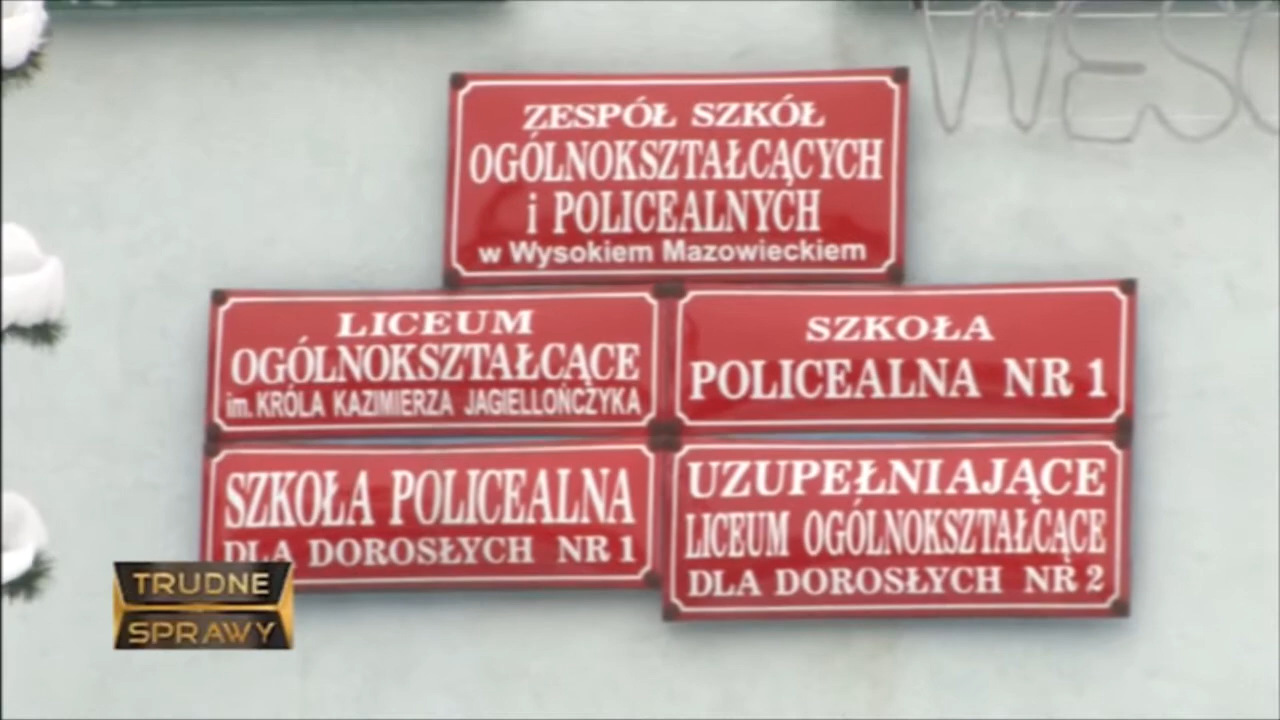 WESO
ZESPÓŁ SZKÓŁ
OGÓLNOKSZTAŁCĄCYCH
i POLICEALNYCH
w Wysokiem Mazowieckiem
LICEUM
OGÓLNOKSZTAŁCĄCE
im. KRÓLA KAZIMIERZA JAGIELLOŃCZYKA
SZKOŁA
POLICEALNA NR 1
SZKOŁA POLICEALNA
DLA DOROSŁYCH NR 1
UZUPEŁNIAJĄCE
LICEUM OGÓLNOKSZTAŁCĄCE
DLA DOROSŁYCH NR 2
TRUDNE
SPRAWY